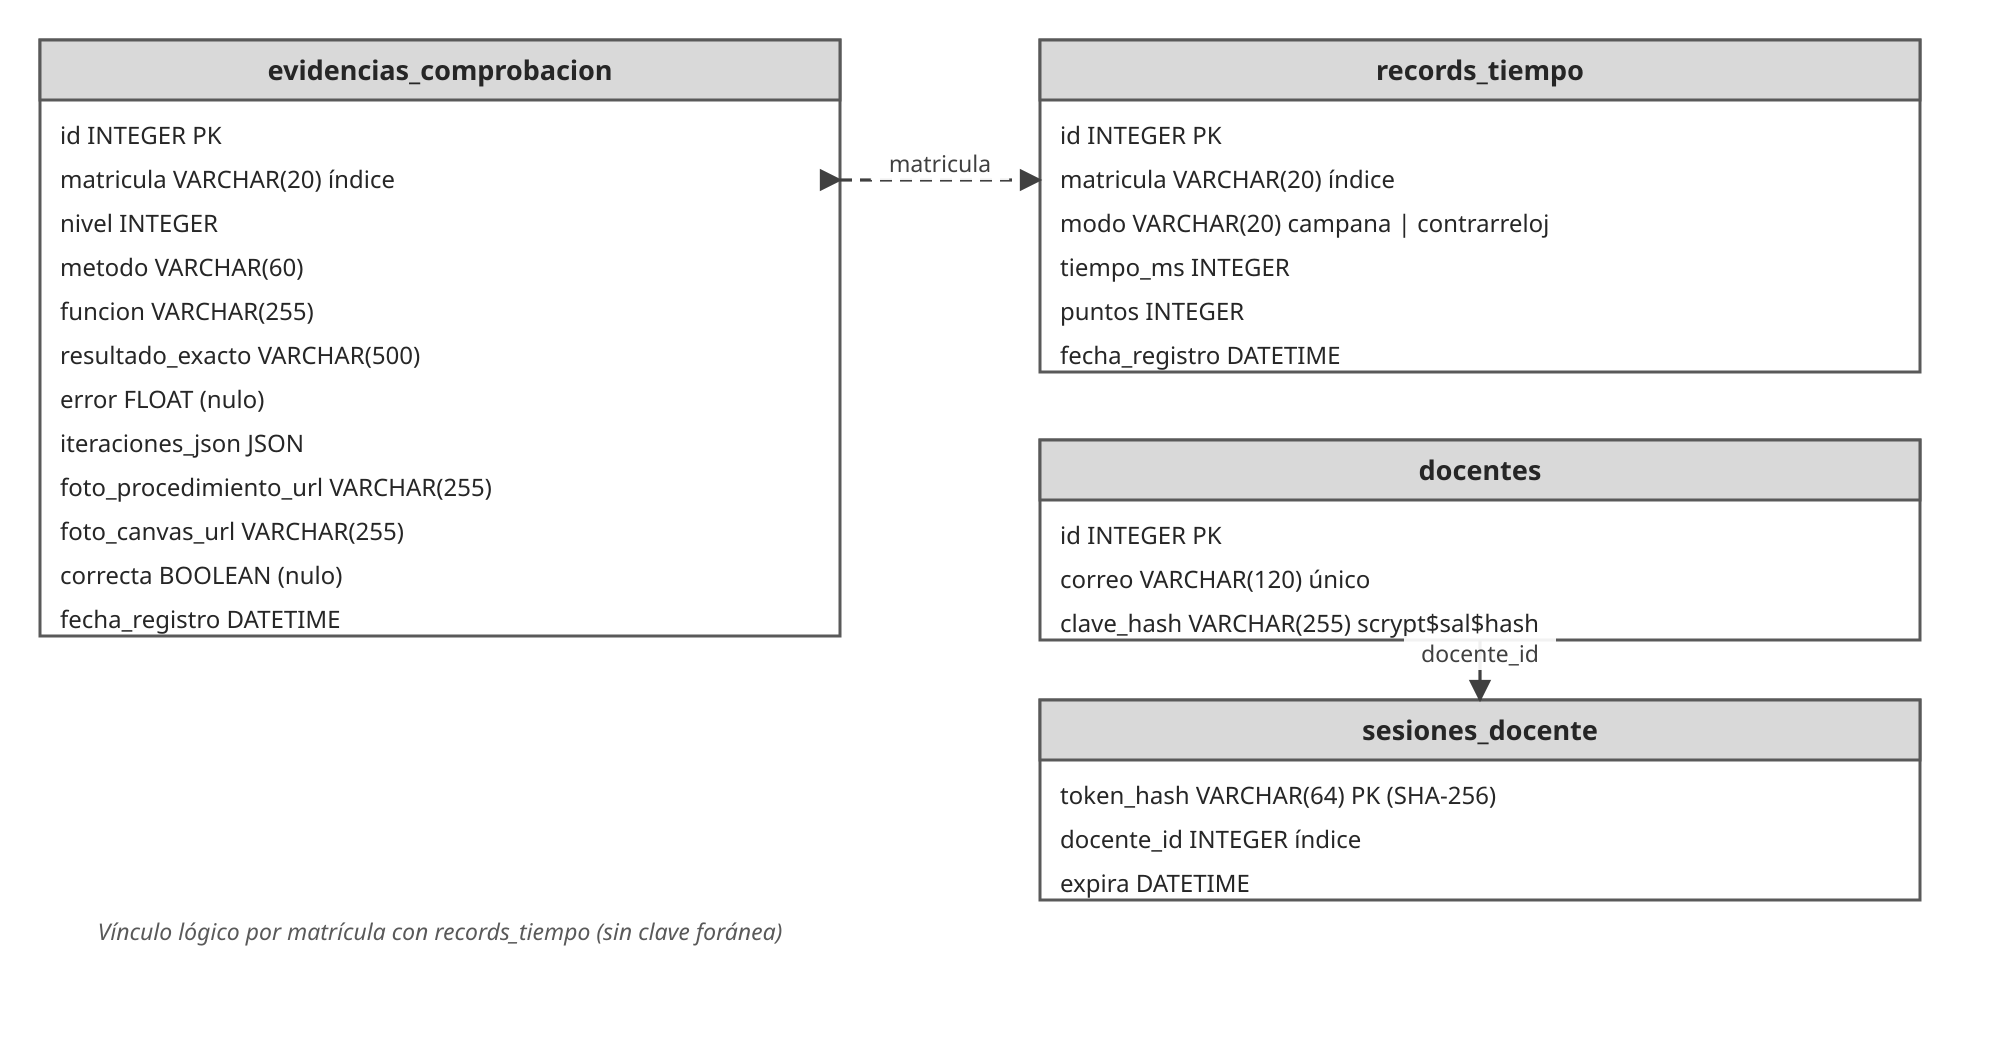 evidencias_comprobacion
id INTEGER PK
matricula VARCHAR(20) índice
nivel INTEGER
metodo VARCHAR(60)
funcion VARCHAR(255)
resultado_exacto VARCHAR(500)
error FLOAT (nulo)
iteraciones_json JSON
foto_procedimiento_url VARCHAR(255)
foto_canvas_url VARCHAR(255)
correcta BOOLEAN (nulo)
fecha_registro DATETIME
matricula
records_tiempo
id INTEGER PK
matricula VARCHAR(20) índice
modo VARCHAR(20) campana | contrarreloj
tiempo_ms INTEGER
puntos INTEGER
fecha_registro DATETIME
docentes
id INTEGER PK
correo VARCHAR(120) único
clave_hash VARCHAR(255) scrypt$sal$hash
docente_id
sesiones_docente
token_hash VARCHAR(64) PK (SHA-256)
docente_id INTEGER índice
expira DATETIME
Vínculo lógico por matrícula con records_tiempo (sin clave foránea)